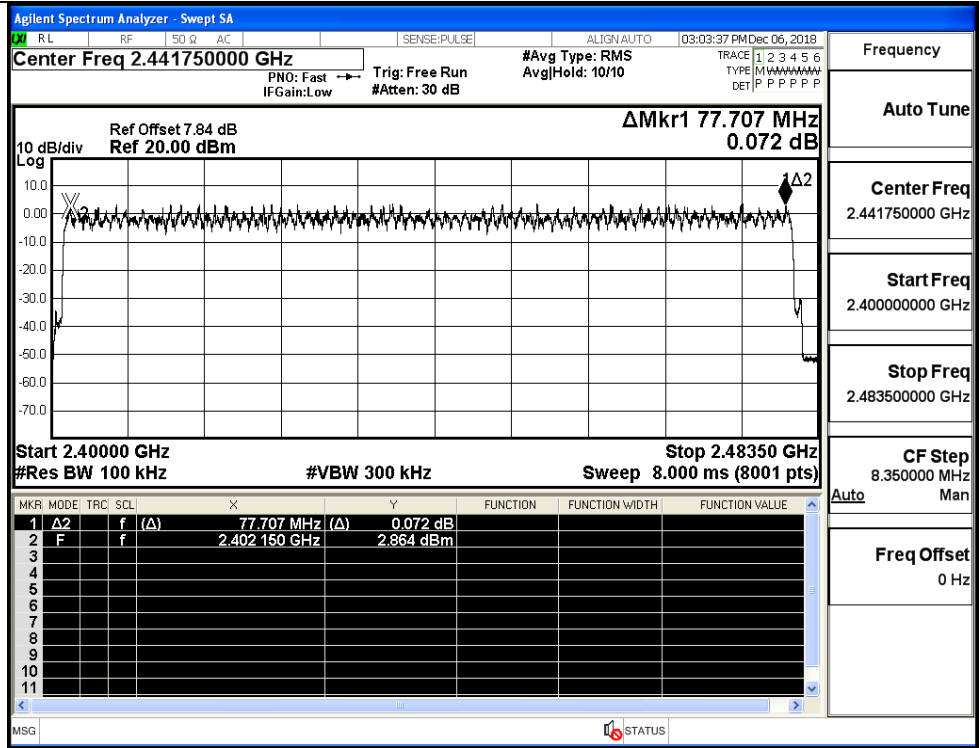 Agilent Spectrum Analyzer - Swept SA
LXI RL RF 50 Ω AC SENSE:PULSE ALIGN AUTO 03:03:37 PM Dec 06, 2018
Center Freq 2.441750000 GHz
PNO: Fast
IFGain:Low
Trig: Free Run
#Atten: 30 dB
#Avg Type: RMS
Avg|Hold: 10/10
TRACE 1 2 3 4 5 6
TYPE M W W W W W
DET P P P P P P
Ref Offset 7.84 dB
10 dB/div Ref 20.00 dBm
Log
ΔMkr1 77.707 MHz
0.072 dB
1Δ2
X2
10.0
0.00
-10.0
-20.0
-30.0
-40.0
-50.0
-60.0
-70.0
Start 2.40000 GHz Stop 2.48350 GHz
#Res BW 100 kHz #VBW 300 kHz Sweep 8.000 ms (8001 pts)
MKR MODE TRC SCL X Y FUNCTION FUNCTION WIDTH FUNCTION VALUE
1 Δ2 f (Δ) 77.707 MHz (Δ) 0.072 dB
2 F f 2.402 150 GHz 2.864 dBm
3
4
5
6
7
8
9
10
11
MSG STATUS
Frequency
Auto Tune
Center Freq
2.441750000 GHz
Start Freq
2.400000000 GHz
Stop Freq
2.483500000 GHz
CF Step
8.350000 MHz
Auto Man
Freq Offset
0 Hz